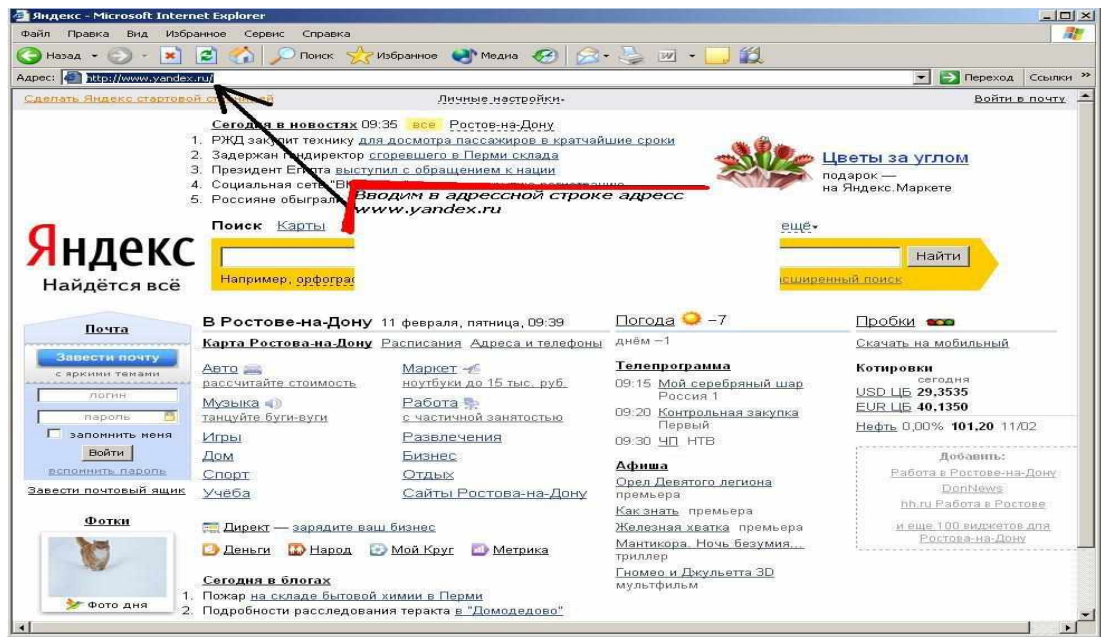 Яндекс - Microsoft Internet Explorer
Файл Правка Вид Избранное Сервис Справка
Назад Поиск Избранное Медиа
Адрес: http://www.yandex.ru/ Переход Ссылки »
Сделать Яндекс стартовой Личные настройки Войти в почту
Сегодня в новостях 09:35 все Ростов-на-Дону
1. РЖД закупит технику для досмотра пассажиров в кратчайшие сроки
2. Задержан гендиректор сгоревшего в Перми склада
3. Президент Египта выступил с обращением к нации
4. Социальная сеть
5. Россияне обыграли
Цветы за углом
подарок —
на Яндекс.Маркете
Вводим в адрессной строке адресс
www.yandex.ru
Поиск Карты ещё
Яндекс
Найдётся всё
Найти
Например,
поиск
Почта
Завести почту
с яркими темами
логин
пароль
запомнить меня
Войти
вспомнить пароль
Завести почтовый ящик
Фотки
Фото дня
В Ростове-на-Дону 11 февраля, пятница, 09:39
Карта Ростова-на-Дону Расписания Адреса и телефоны
Авто
рассчитайте стоимость
Маркет
ноутбуки до 15 тыс. руб.
Музыка
танцуйте буги-вуги
Работа
с частичной занятостью
Игры Развлечения
Дом Бизнес
Спорт Отдых
Учёба Сайты Ростова-на-Дону
Директ — зарядите ваш бизнес
Деньги Народ Мой Круг Метрика
Сегодня в блогах
1. Пожар на складе бытовой химии в Перми
2. Подробности расследования теракта в "Домодедово"
Погода −7
днём −1
Телепрограмма
09:15 Мой серебряный шар
Россия 1
09:20 Контрольная закупка
Первый
09:30 ЧП НТВ
Афиша
Орел Девятого легиона
премьера
Как знать премьера
Железная хватка премьера
Мантикора. Ночь безумия...
триллер
Гномео и Джульетта 3D
мультфильм
Пробки
Скачать на мобильный
Котировки
сегодня
USD ЦБ 29,3535
EUR ЦБ 40,1350
Нефть 0,00% 101,20 11/02
Добавить:
Работа в Ростове-на-Дону
DonNews
hh.ru Работа в Ростове
и еще 100 виджетов для
Ростова-на-Дону